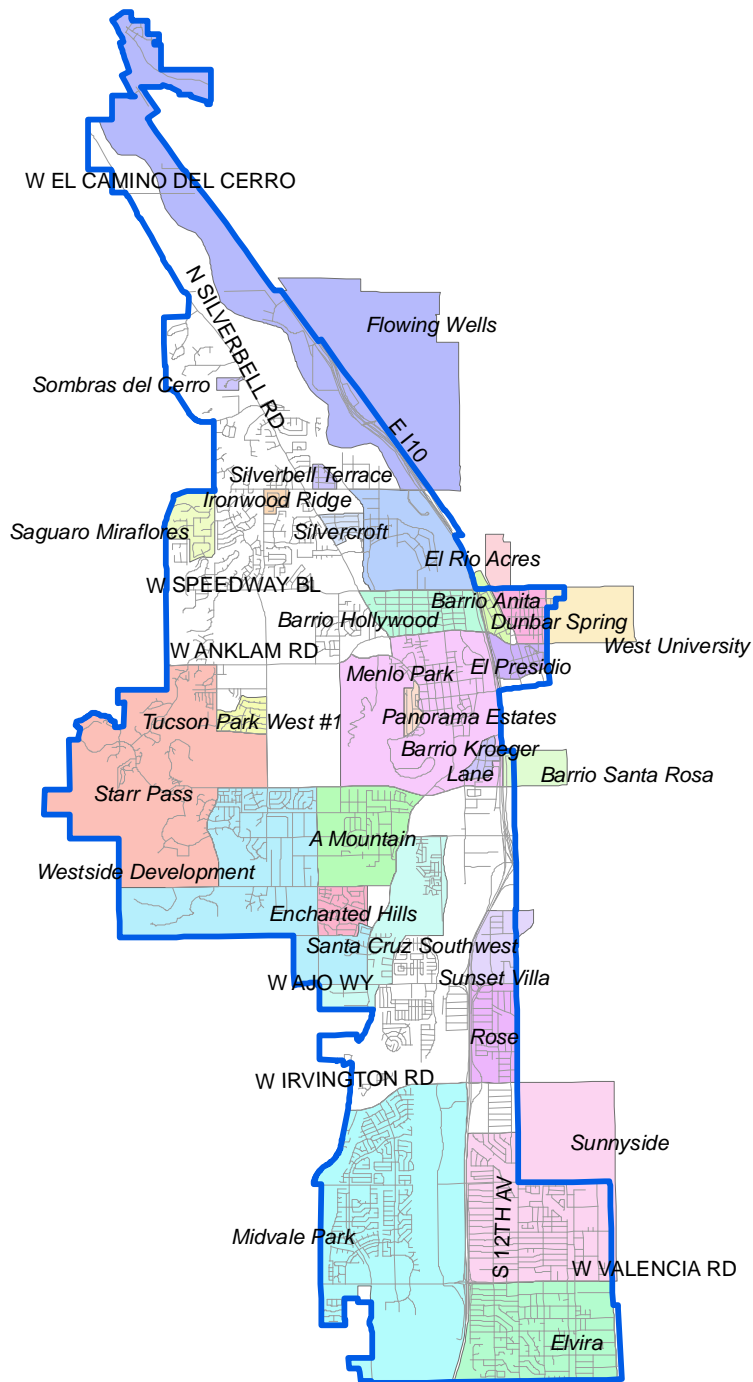 W EL CAMINO DEL CERRO
N SILVERBELL RD
Flowing Wells
Sombras del Cerro
E I10
Silverbell Terrace
Ironwood Ridge
Saguaro Miraflores
Silvercroft
El Rio Acres
W SPEEDWAY BL
Barrio Anita
Barrio Hollywood
Dunbar Spring
West University
W ANKLAM RD
El Presidio
Menlo Park
Tucson Park West #1
Panorama Estates
Barrio Kroeger
Lane
Barrio Santa Rosa
Starr Pass
A Mountain
Westside Development
Enchanted Hills
Santa Cruz Southwest
W AJO WY
Sunset Villa
Rose
W IRVINGTON RD
Sunnyside
S 12TH AV
Midvale Park
W VALENCIA RD
Elvira